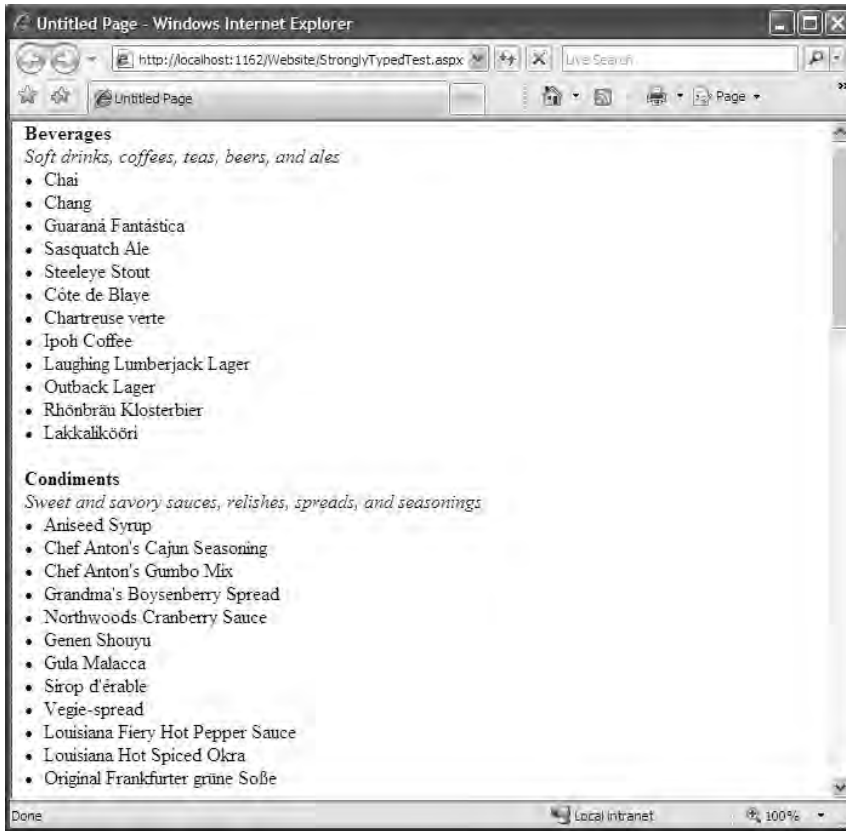 Untitled Page - Windows Internet Explorer
http://localhost:1162/Website/StronglyTypedTest.aspx
Live Search
Untitled Page
Page
Beverages
Soft drinks, coffees, teas, beers, and ales
• Chai
• Chang
• Guaraná Fantástica
• Sasquatch Ale
• Steeleye Stout
• Côte de Blaye
• Chartreuse verte
• Ipoh Coffee
• Laughing Lumberjack Lager
• Outback Lager
• Rhönbräu Klosterbier
• Lakkalikööri
Condiments
Sweet and savory sauces, relishes, spreads, and seasonings
• Aniseed Syrup
• Chef Anton's Cajun Seasoning
• Chef Anton's Gumbo Mix
• Grandma's Boysenberry Spread
• Northwoods Cranberry Sauce
• Genen Shouyu
• Gula Malacca
• Sirop d'érable
• Vegie-spread
• Louisiana Fiery Hot Pepper Sauce
• Louisiana Hot Spiced Okra
• Original Frankfurter grüne Soße
Done
Local intranet
100%